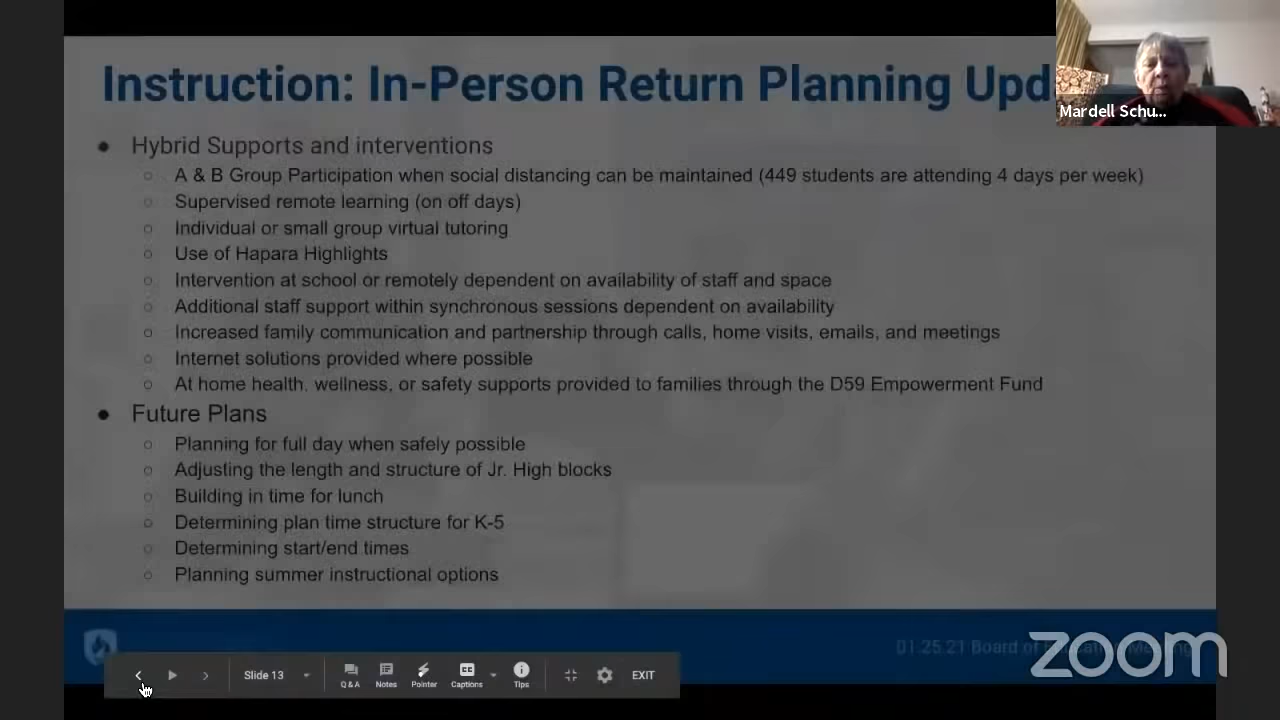 Instruction: In-Person Return Planning Upd
Mardell Schu...
● Hybrid Supports and interventions
○ A & B Group Participation when social distancing can be maintained (449 students are attending 4 days per week)
○ Supervised remote learning (on off days)
○ Individual or small group virtual tutoring
○ Use of Hapara Highlights
○ Intervention at school or remotely dependent on availability of staff and space
○ Additional staff support within synchronous sessions dependent on availability
○ Increased family communication and partnership through calls, home visits, emails, and meetings
○ Internet solutions provided where possible
○ At home health, wellness, or safety supports provided to families through the D59 Empowerment Fund
● Future Plans
○ Planning for full day when safely possible
○ Adjusting the length and structure of Jr. High blocks
○ Building in time for lunch
○ Determining plan time structure for K-5
○ Determining start/end times
○ Planning summer instructional options
01.25.21 Board of
zoom
Slide 13
Q & A Notes Pointer Captions Tips EXIT